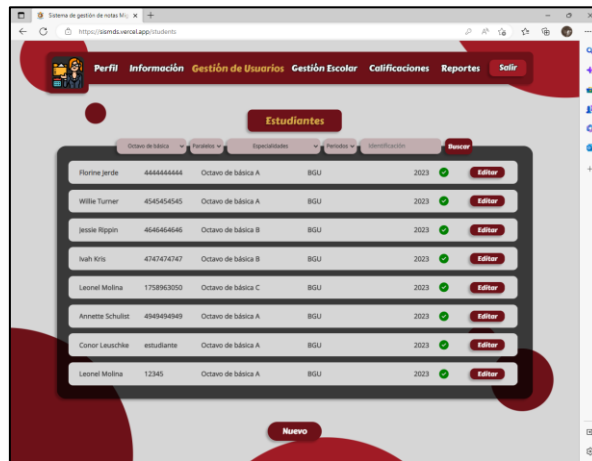 Sistema de gestión de notas
https://sismds.vercel.app/students
Perfil Información Gestión de Usuarios Gestión Escolar Calificaciones Reportes Salir
Estudiantes
Octavo de básica Paralelos Especialidades Periodos Identificación Buscar
Florine Jerde 4444444444 Octavo de básica A BGU 2023 Editar
Willie Turner 4545454545 Octavo de básica A BGU 2023 Editar
Jessie Rippin 4646464646 Octavo de básica B BGU 2023 Editar
Ivah Kris 4747474747 Octavo de básica B BGU 2023 Editar
Leonel Molina 1758963050 Octavo de básica C BGU 2023 Editar
Annette Schulist 4949494949 Octavo de básica A BGU 2023 Editar
Conor Leuschke estudiante Octavo de básica A BGU 2023 Editar
Leonel Molina 12345 Octavo de básica A BGU 2023 Editar
Nuevo